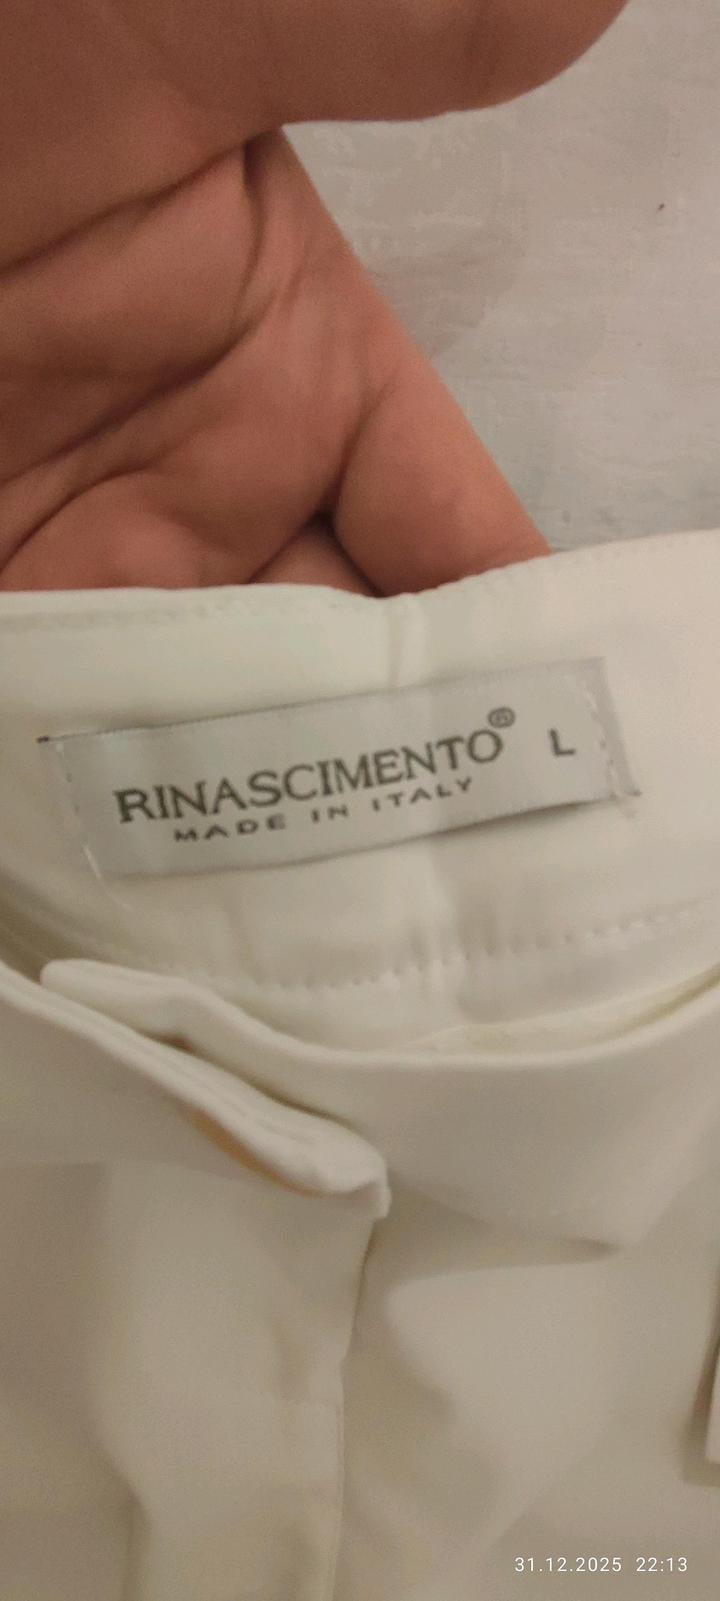 RINASCIMENTO® L
MADE IN ITALY
31.12.2025 22:13